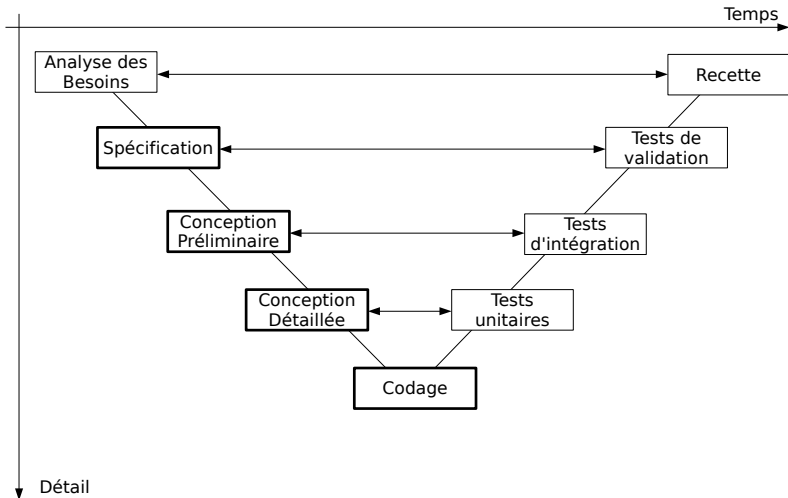 Temps
Analyse des
Besoins
Recette
Spécification
Tests de
validation
Conception
Préliminaire
Tests
d'intégration
Conception
Détaillée
Tests
unitaires
Codage
Détail